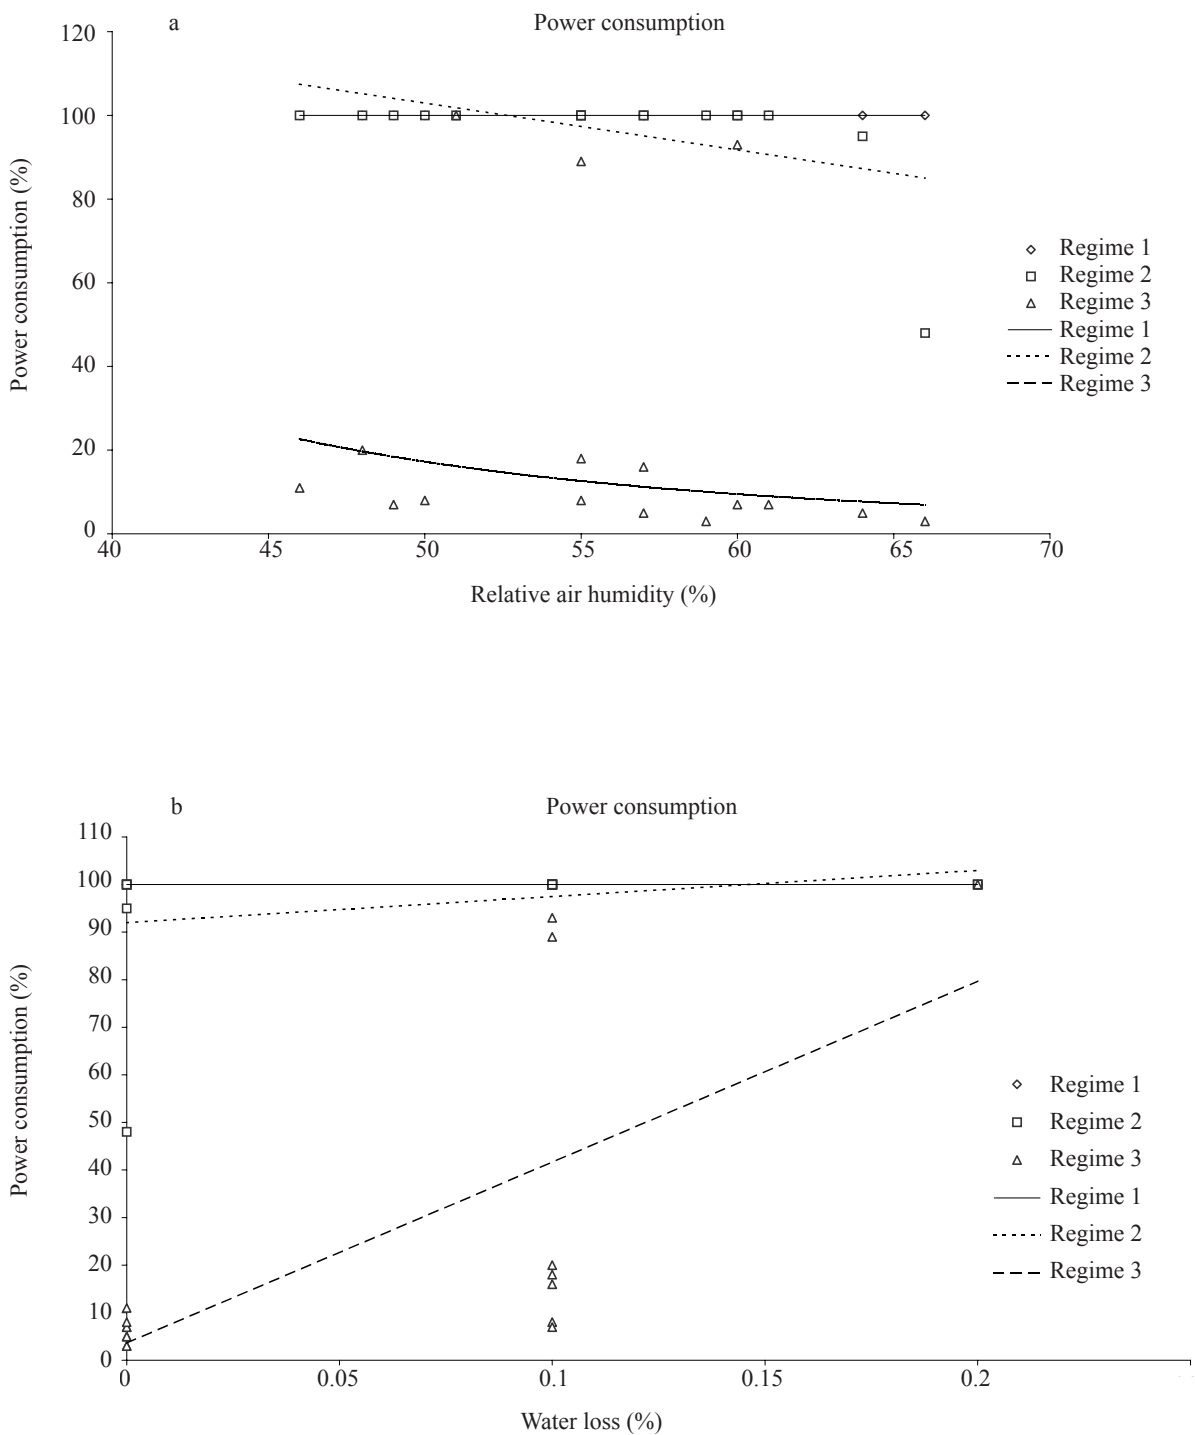 a
Power consumption
120
100
80
60
40
20
0
Power consumption (%)
40 45 50 55 60 65 70
Relative air humidity (%)
Regime 1
Regime 2
Regime 3
Regime 1
Regime 2
Regime 3
b
Power consumption
110
100
90
80
70
60
50
40
30
20
10
0
Power consumption (%)
0 0.05 0.1 0.15 0.2
Water loss (%)
Regime 1
Regime 2
Regime 3
Regime 1
Regime 2
Regime 3